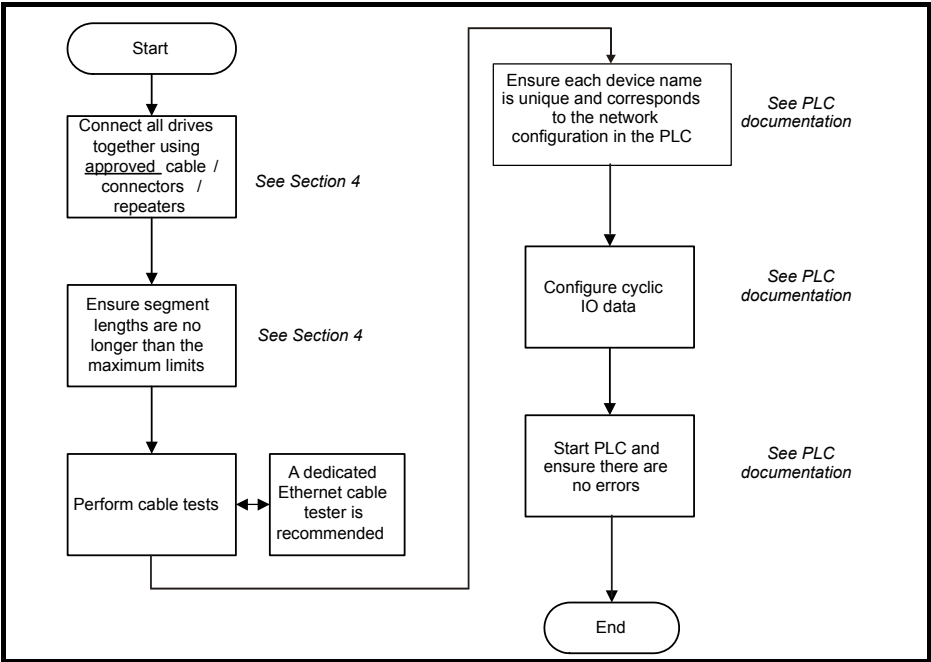 Start
Connect all drives
together using
approved cable /
connectors /
repeaters
See Section 4
Ensure segment
lengths are no
longer than the
maximum limits
See Section 4
Perform cable tests
A dedicated
Ethernet cable
tester is
recommended
Ensure each device name
is unique and corresponds
to the network
configuration in the PLC
See PLC
documentation
Configure cyclic
IO data
See PLC
documentation
Start PLC and
ensure there are
no errors
See PLC
documentation
End